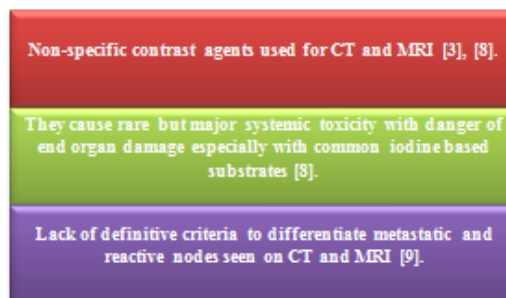 Non-specific contrast agents used for CT and MRI [3], [8].
They cause rare but major systemic toxicity with danger of
end organ damage especially with common iodine based
substrates [8].
Lack of definitive criteria to differentiate metastatic and
reactive nodes seen on CT and MRI [9].